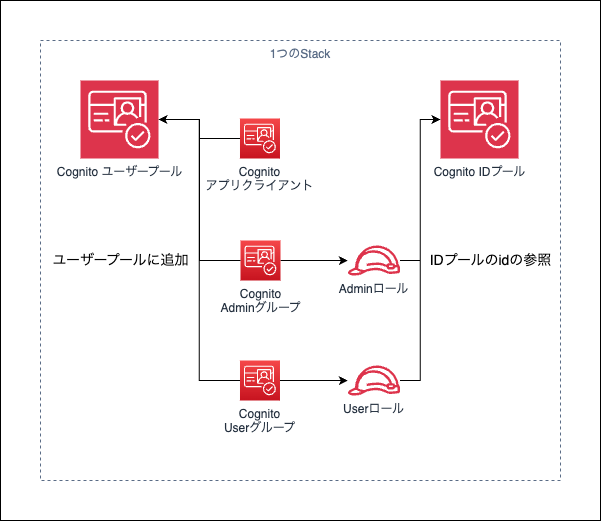 1つのStack
Cognito ユーザープール
Cognito
アプリクライアント
Cognito IDプール
ユーザープールに追加
IDプールのidの参照
Cognito
Adminグループ
Adminロール
Cognito
Userグループ
Userロール